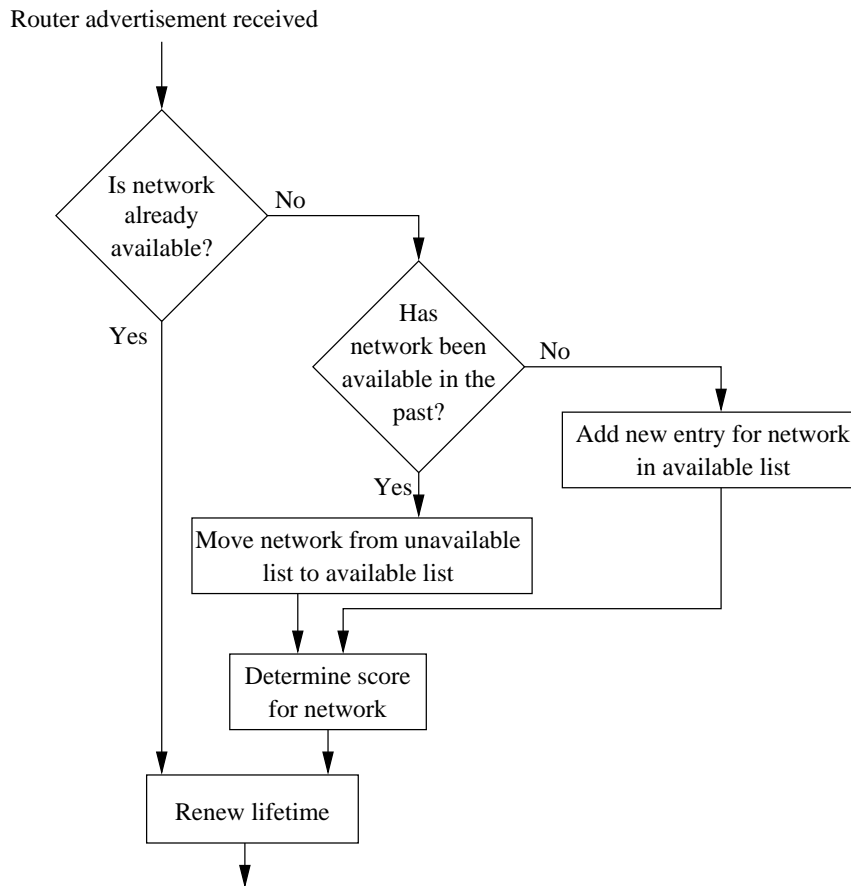 Router advertisement received
Is network
already
available?
No
Yes
Has
network been
available in the
past?
No
Yes
Add new entry for network
in available list
Move network from unavailable
list to available list
Determine score
for network
Renew lifetime